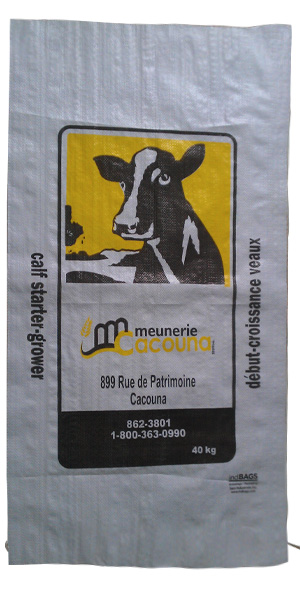 calf starter-grower
début-croissance veaux
meunerie
Cacouna
899 Rue de Patrimoine
Cacouna
862-3801
1-800-363-0990
40 kg
indBAGS